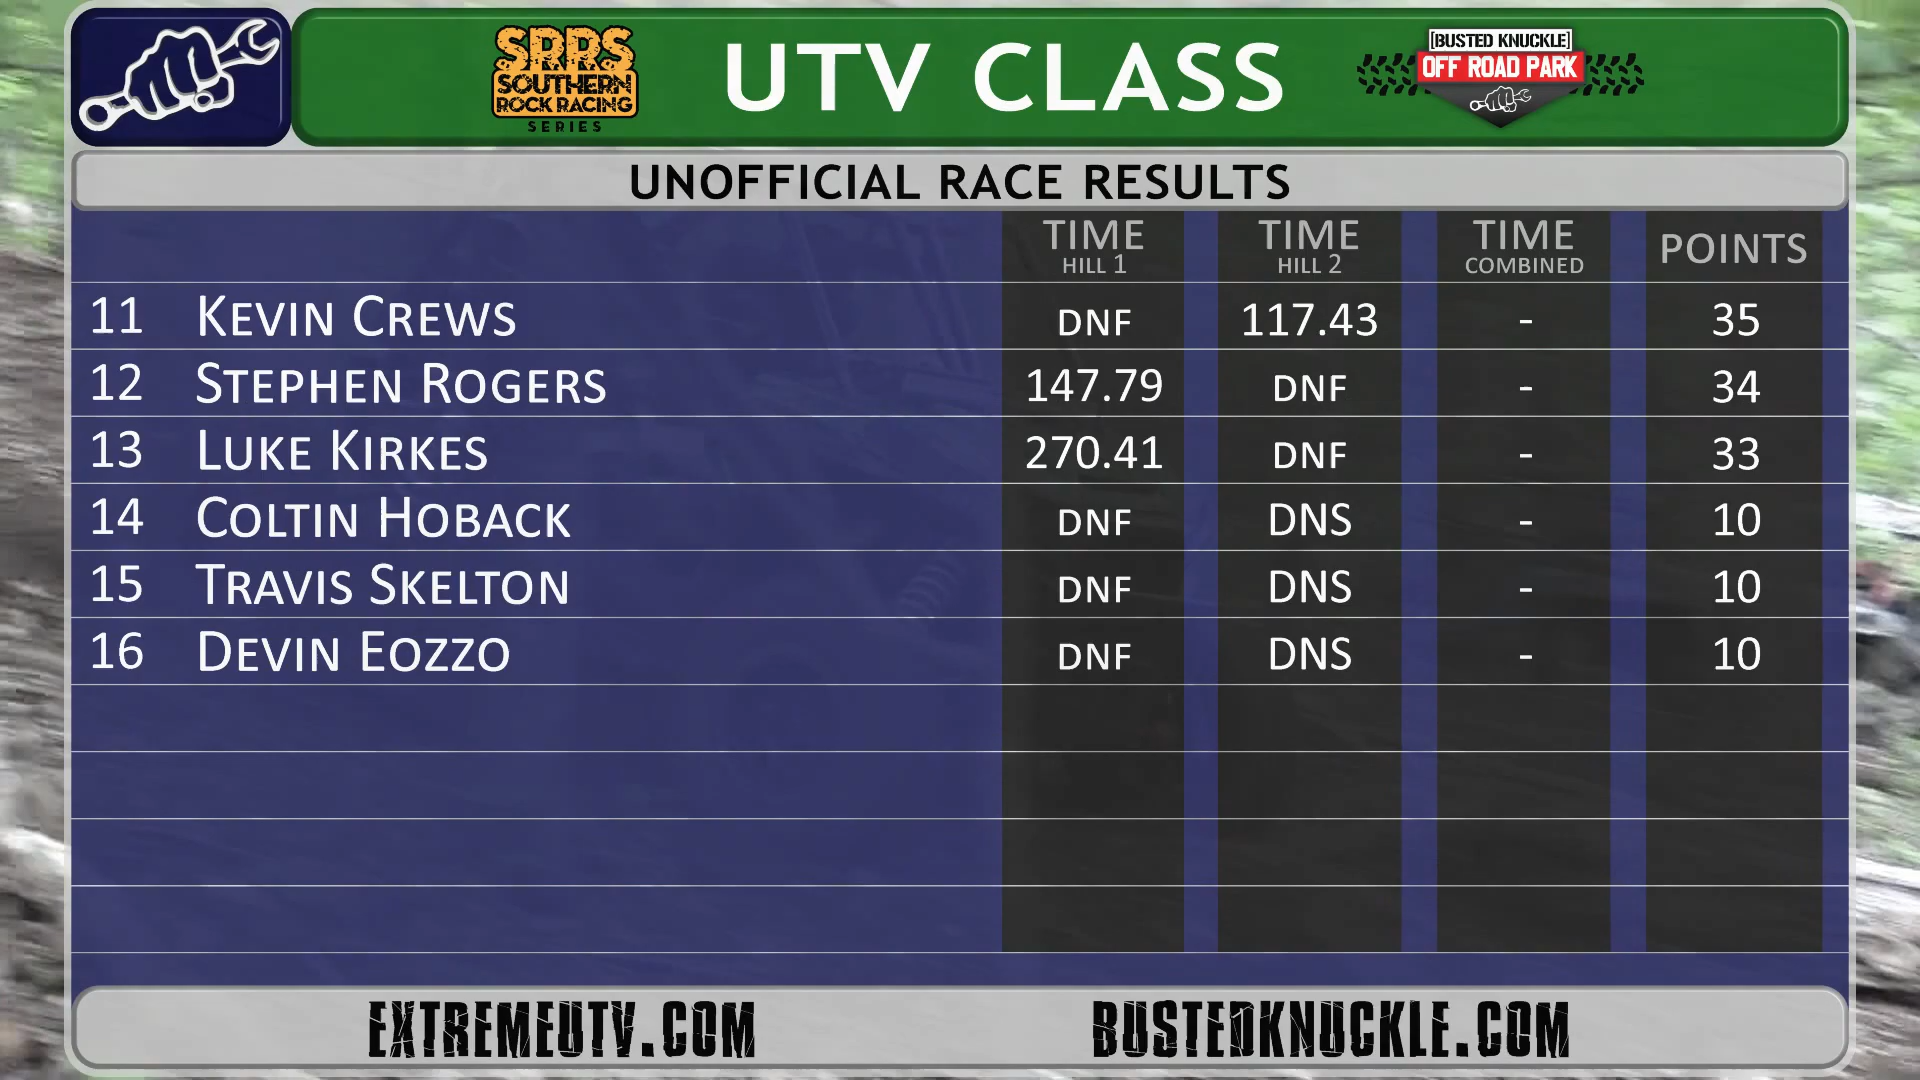 SRRS
SOUTHERN
ROCK RACING
SERIES
UTV CLASS
[BUSTED KNUCKLE]
OFF ROAD PARK
UNOFFICIAL RACE RESULTS
TIME HILL 1 TIME HILL 2 TIME COMBINED POINTS
11 KEVIN CREWS DNF 117.43 - 35
12 STEPHEN ROGERS 147.79 DNF - 34
13 LUKE KIRKES 270.41 DNF - 33
14 COLTIN HOBACK DNF DNS - 10
15 TRAVIS SKELTON DNF DNS - 10
16 DEVIN EOZZO DNF DNS - 10
EXTREMEUTV.COM BUSTEDKNUCKLE.COM